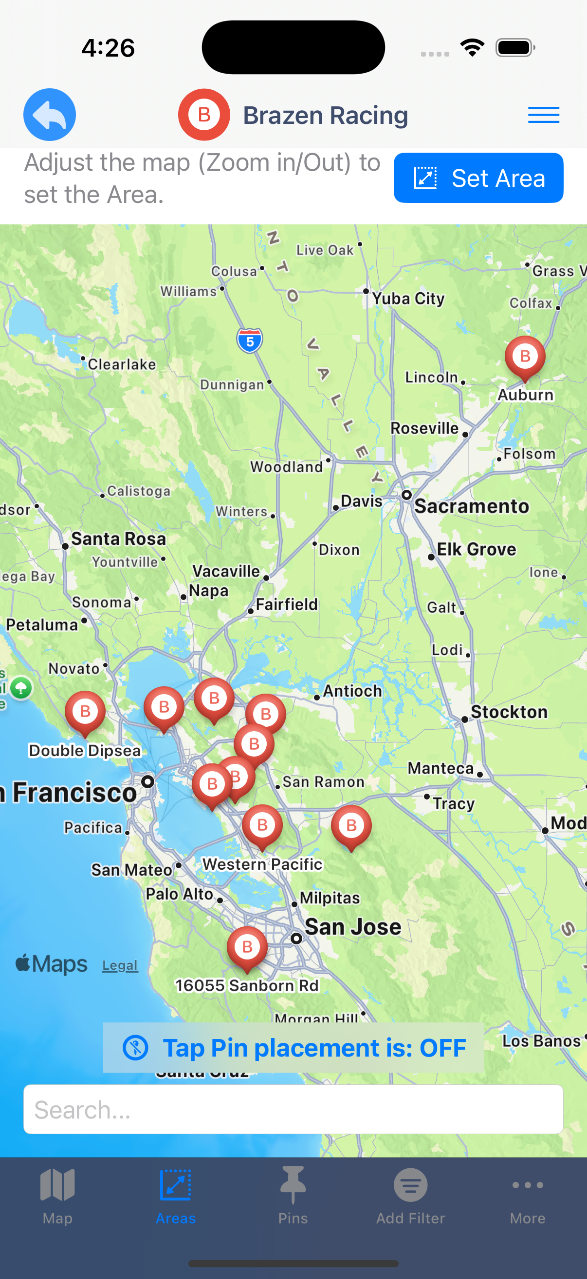 4:26
B Brazen Racing
Adjust the map (Zoom in/Out) to
set the Area.
Set Area
N T O V A L L E Y
Live Oak
Colusa
Grass V
Williams
Yuba City
Colfax
5
B
Clearlake
Lincoln
Dunnigan
Auburn
Roseville
Folsom
Woodland
Calistoga
Davis
Sacramento
dsor
Winters
Santa Rosa
Dixon
Elk Grove
Yountville
Vacaville
ega Bay
Napa
Ione
Sonoma
Fairfield
Galt
Petaluma
Lodi
Novato
s
al
e
Antioch
B
B
B
B
Stockton
B
Double Dipsea
Manteca
B
B
San Ramon
n Francisco
Tracy
Pacifica
B
B
Mod
San Mateo
Western Pacific
Palo Alto
Milpitas
San Jose
S
B
Maps Legal
16055 Sanborn Rd
Morgan Hill
Los Banos
Tap Pin placement is: OFF
Santa Cruz
Search...
Map
Areas
Pins
Add Filter
More